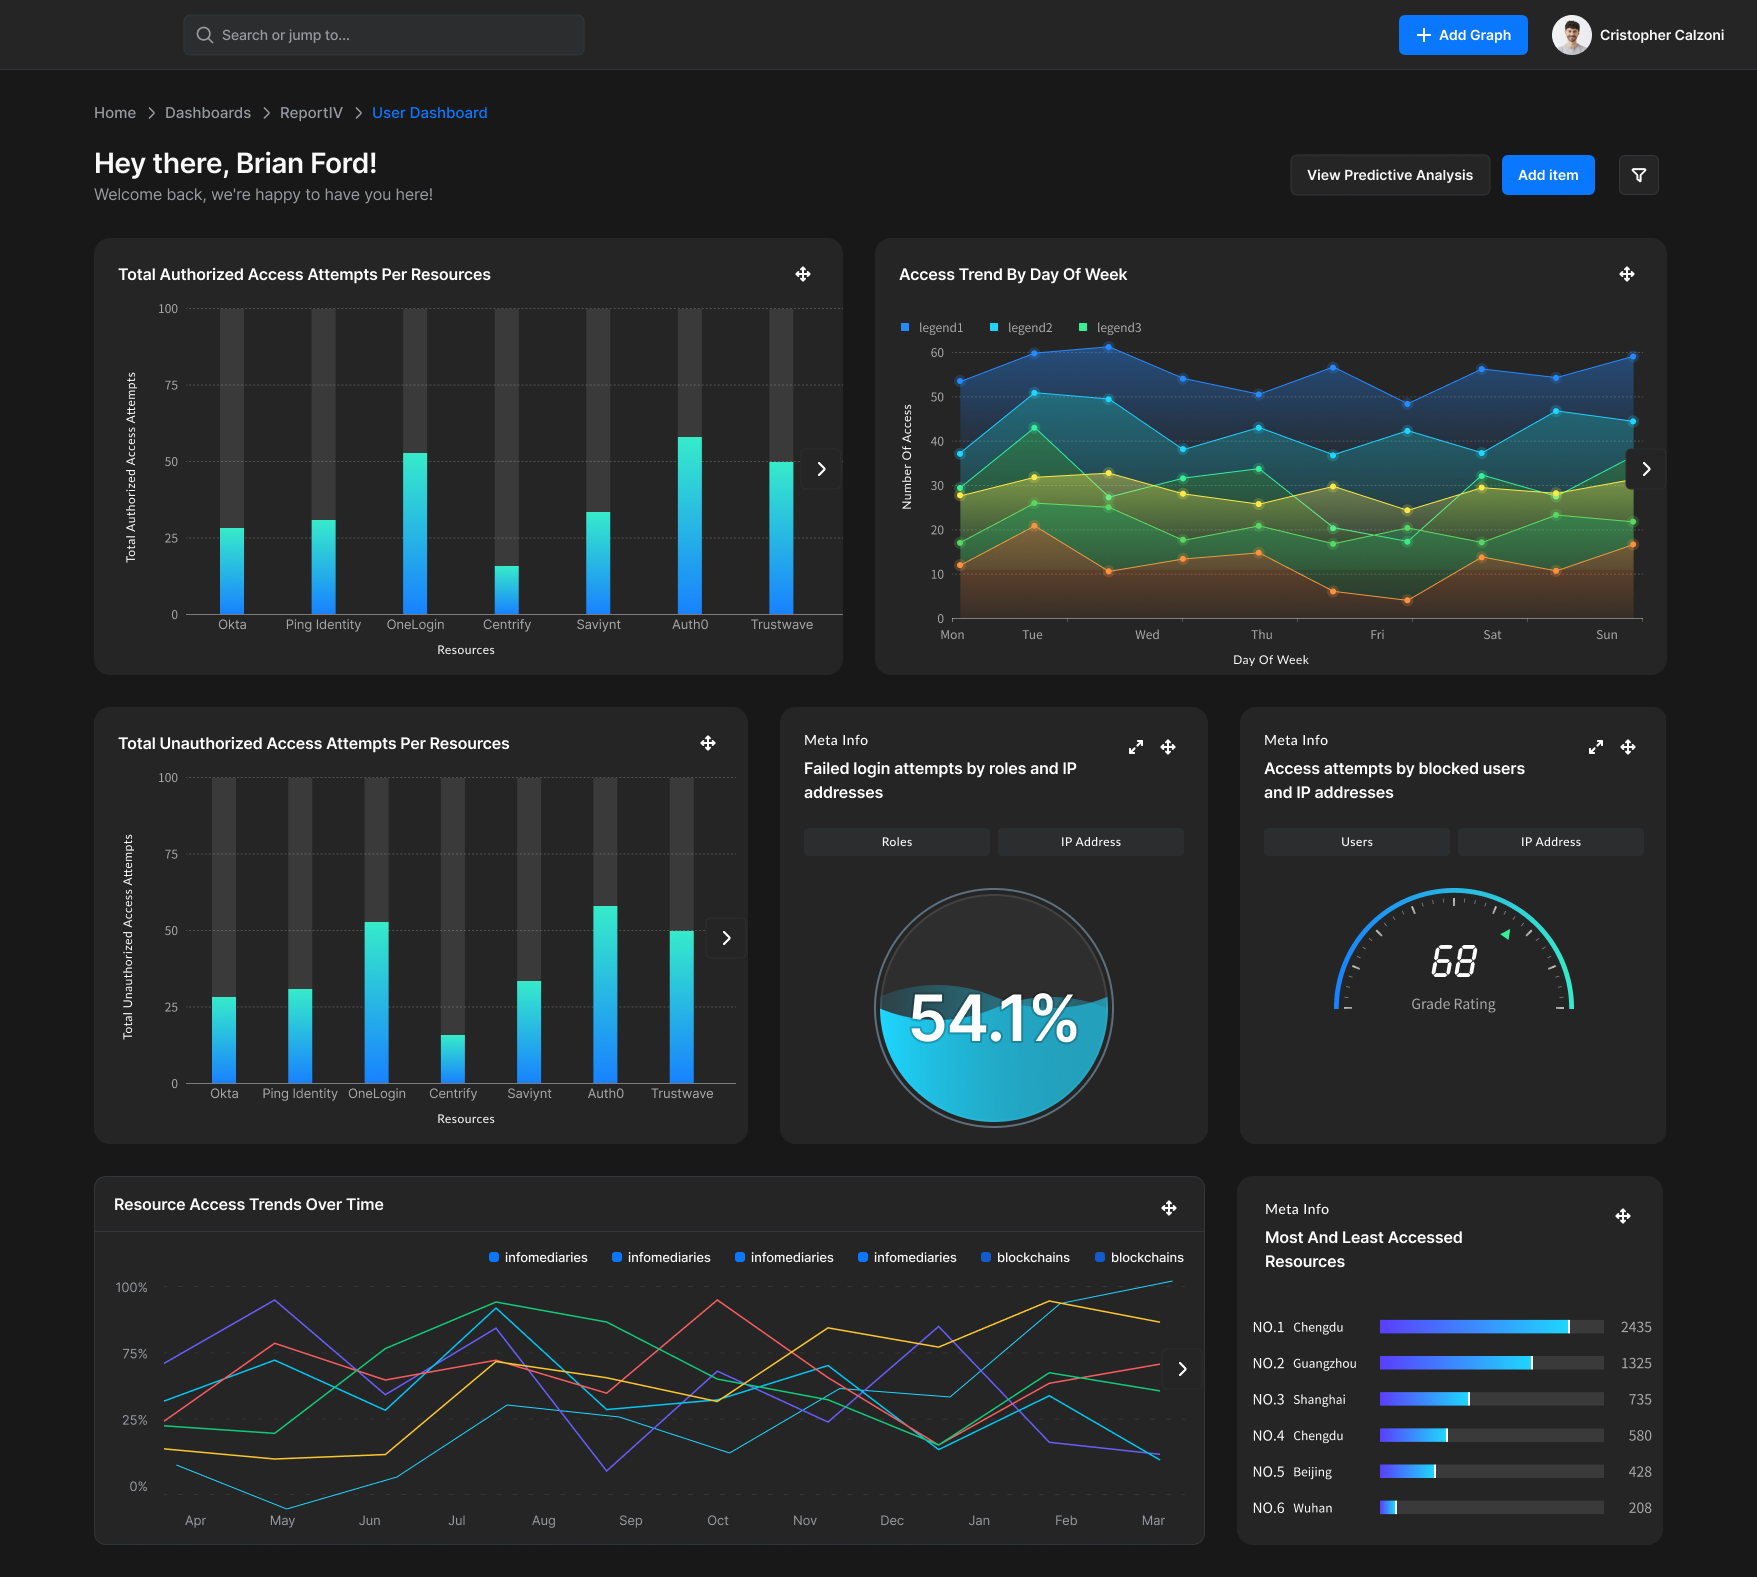 Search or jump to...
Add Graph
Cristopher Calzoni
Home
Dashboards
ReportIV
User Dashboard
Hey there, Brian Ford!
Welcome back, we're happy to have you here!
View Predictive Analysis
Add item
Total Authorized Access Attempts Per Resources
Total Authorized Access Attempts
100
75
50
25
0
Okta
Ping Identity
OneLogin
Centrify
Saviynt
Auth0
Trustwave
Resources
Access Trend By Day Of Week
legend1
legend2
legend3
Number Of Access
60
50
40
30
20
10
0
Mon
Tue
Wed
Thu
Fri
Sat
Sun
Day Of Week
Total Unauthorized Access Attempts Per Resources
Total Unauthorized Access Attempts
100
75
50
25
0
Okta
Ping Identity
OneLogin
Centrify
Saviynt
Auth0
Trustwave
Resources
Meta Info
Failed login attempts by roles and IP
addresses
Roles
IP Address
54.1%
Meta Info
Access attempts by blocked users
and IP addresses
Users
IP Address
68
Grade Rating
Resource Access Trends Over Time
infomediaries
infomediaries
infomediaries
infomediaries
blockchains
blockchains
100%
75%
25%
0%
Apr
May
Jun
Jul
Aug
Sep
Oct
Nov
Dec
Jan
Feb
Mar
Meta Info
Most And Least Accessed
Resources
NO.1 Chengdu 2435
NO.2 Guangzhou 1325
NO.3 Shanghai 735
NO.4 Chengdu 580
NO.5 Beijing 428
NO.6 Wuhan 208